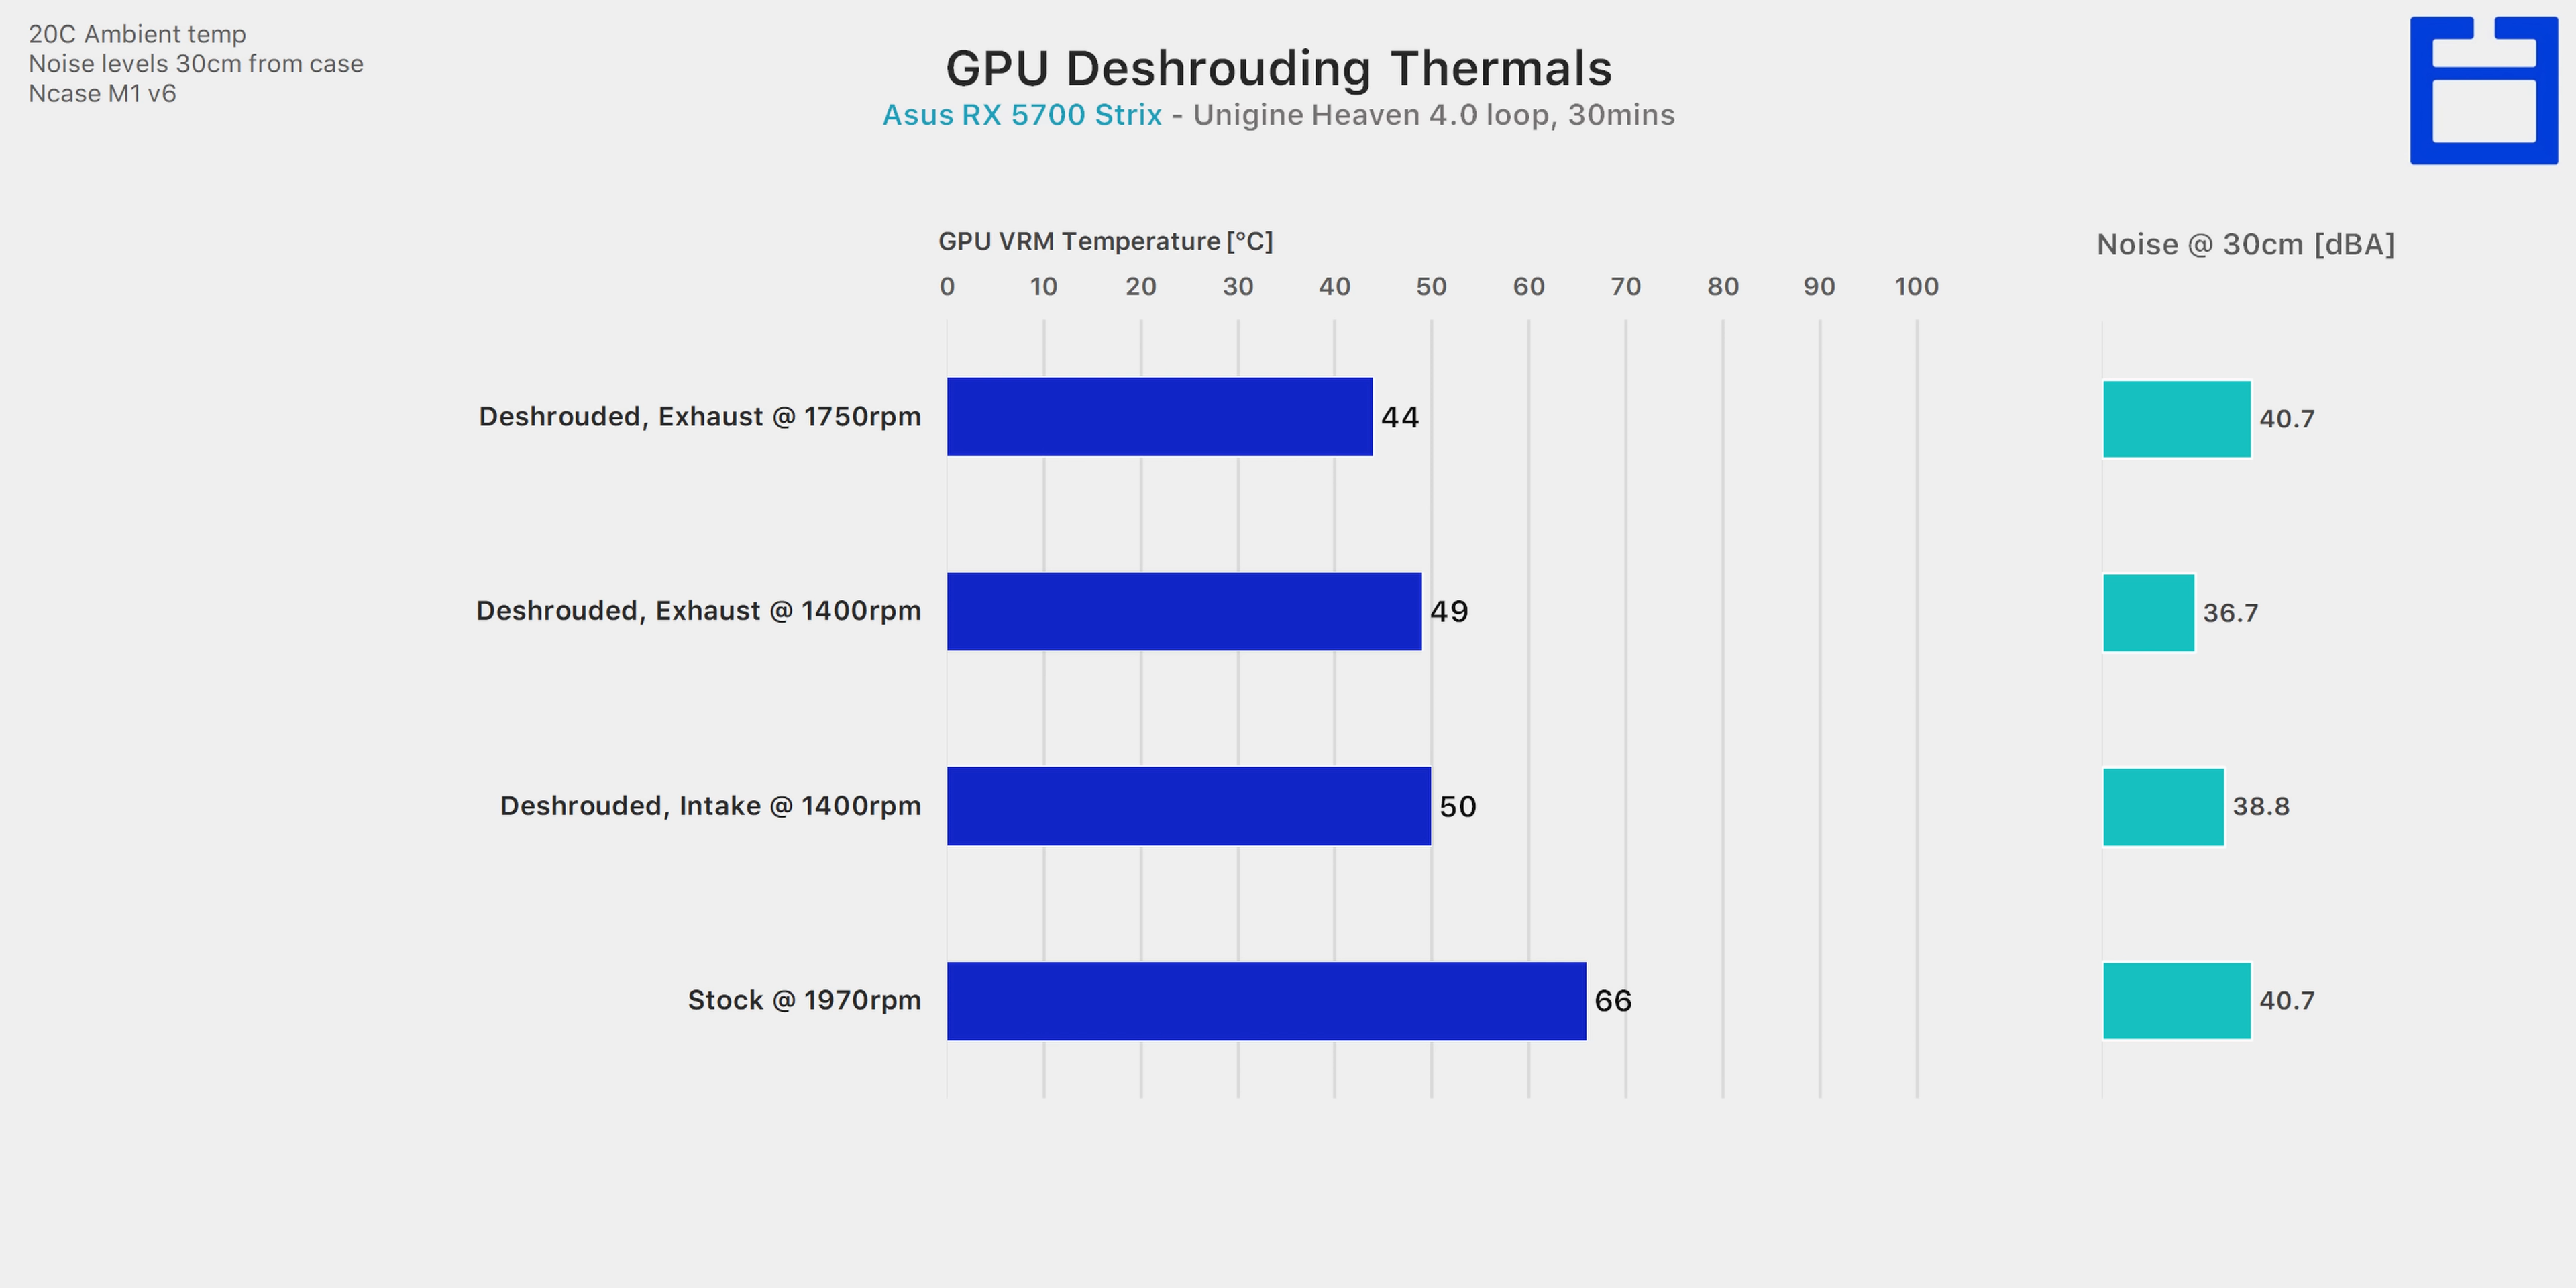 20C Ambient temp
Noise levels 30cm from case
Ncase M1 v6
GPU Deshrouding Thermals
Asus RX 5700 Strix - Unigine Heaven 4.0 loop, 30mins
GPU VRM Temperature [°C]
Noise @ 30cm [dBA]
0 10 20 30 40 50 60 70 80 90 100
Deshrouded, Exhaust @ 1750rpm 44 40.7
Deshrouded, Exhaust @ 1400rpm 49 36.7
Deshrouded, Intake @ 1400rpm 50 38.8
Stock @ 1970rpm 66 40.7